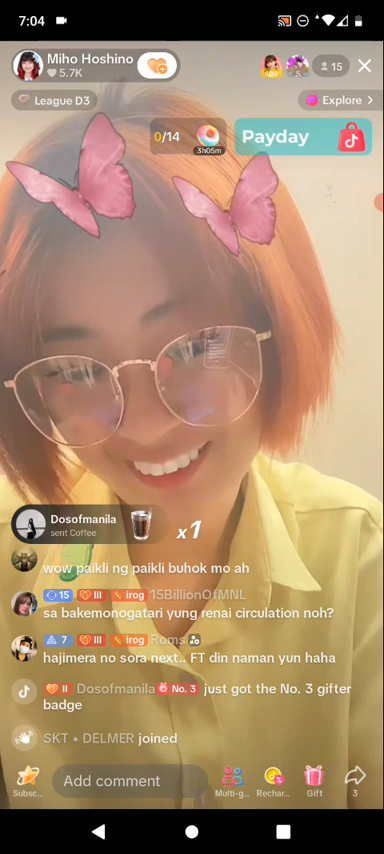 7:04
Miho Hoshino
5.7K
15
League D3
Explore
0/14
3h05m
Payday
Dosofmanila
sent Coffee
x1
wow paikli ng paikli buhok mo ah
15 III irog 15BillionOfMNL
sa bakemonogatari yung renai circulation noh?
7 III irog Roms
hajimera no sora next.. FT din naman yun haha
II Dosofmanila No. 3 just got the No. 3 gifter
badge
SKT • DELMER joined
Subsc...
Add comment
Multi-g...
Rechar...
Gift
3